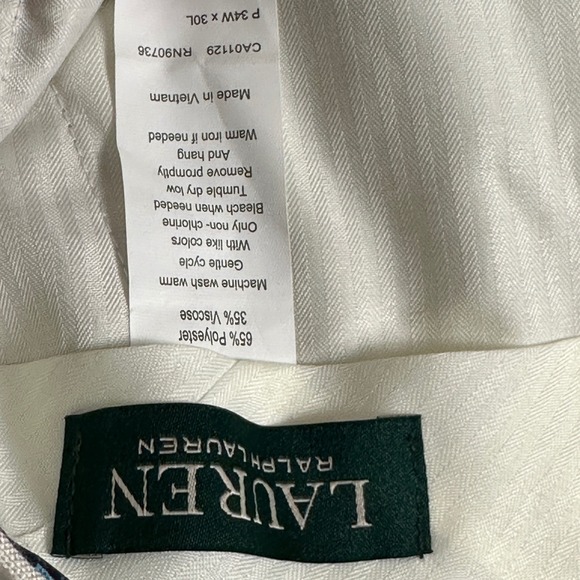 LAUREN
RALPH LAUREN
65% Polyester
35% Viscose
Machine wash warm
Gentle cycle
With like colors
Only non- chlorine
Bleach when needed
Tumble dry low
Remove promptly
And hang
Warm iron if needed
Made in Vietnam
CA01129 RN90736
P 34W x 30L